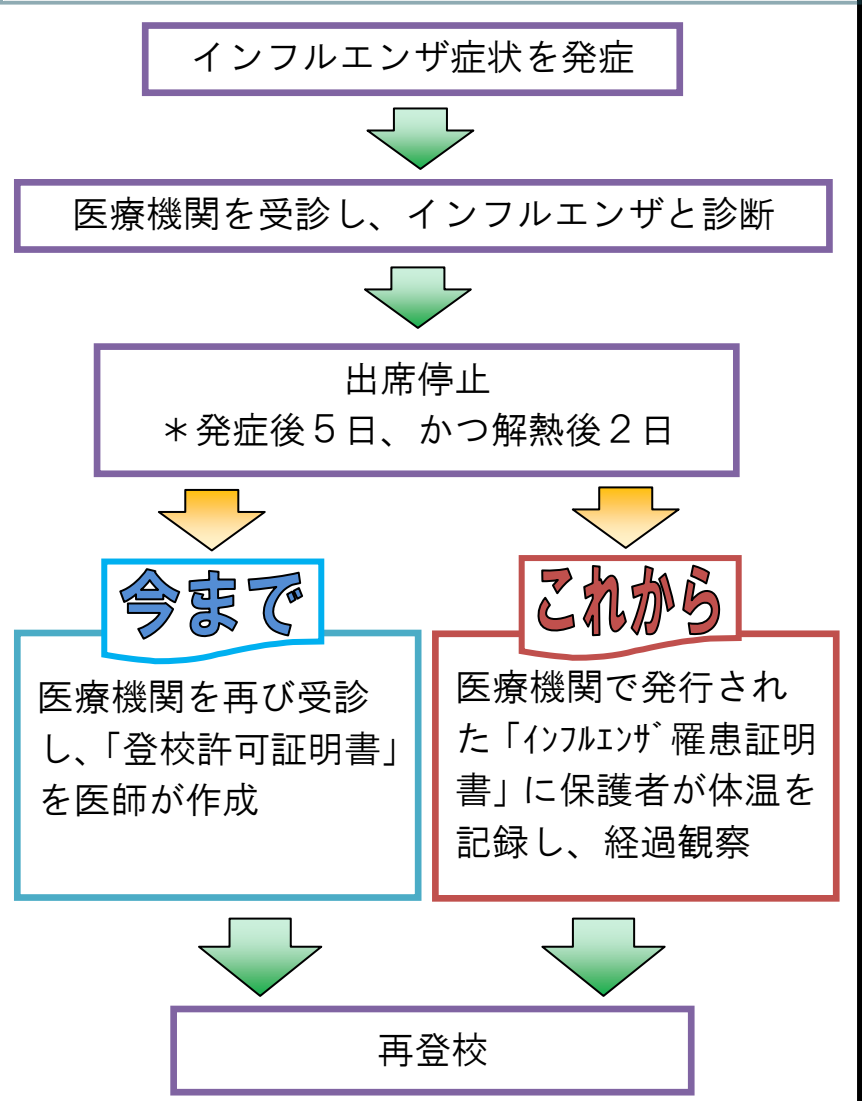 インフルエンザ症状を発症
医療機関を受診し、インフルエンザと診断
出席停止
＊発症後５日、かつ解熱後２日
今まで
医療機関を再び受診
し、「登校許可証明書」
を医師が作成
これから
医療機関で発行され
た「ｲﾝﾌﾙｴﾝｻﾞ罹患証明
書」に保護者が体温を
記録し、経過観察
再登校